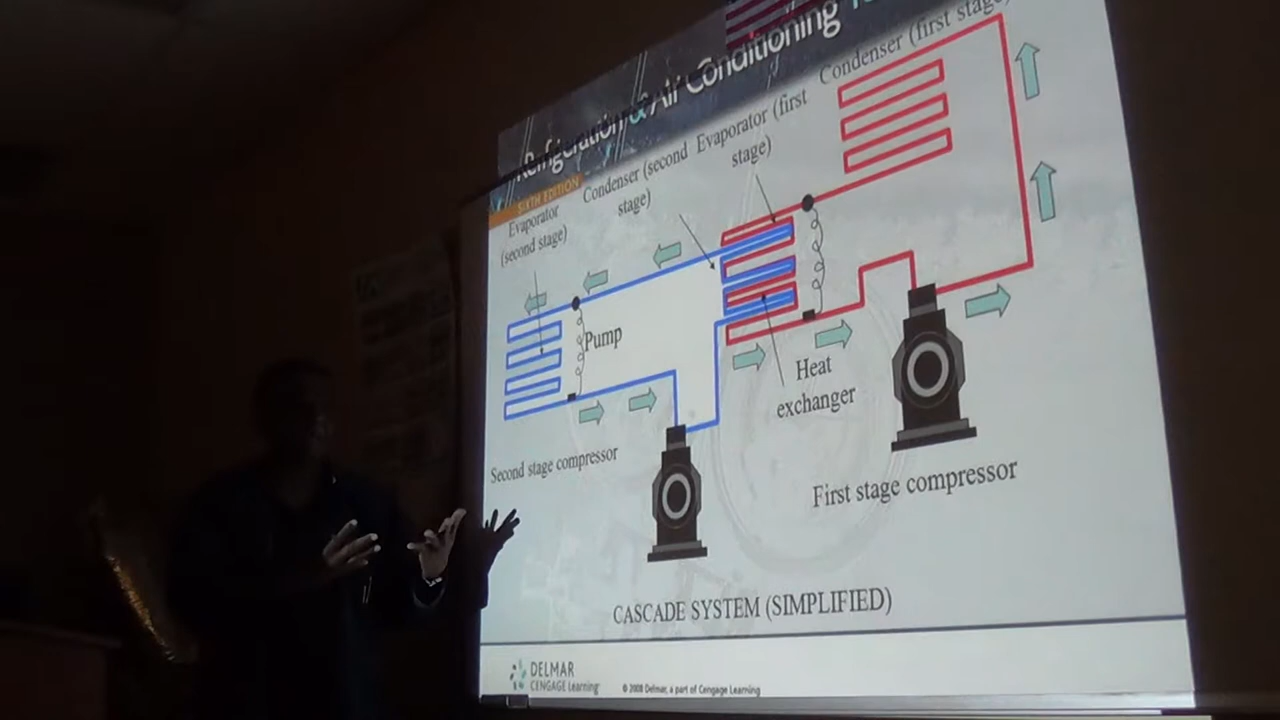 Refrigeration & Air Conditioning
SIXTH EDITION
Condenser (first stage)
Evaporator (first
stage)
Condenser (second
stage)
Evaporator
(second stage)
Pump
Heat
exchanger
Second stage compressor
First stage compressor
CASCADE SYSTEM (SIMPLIFIED)
DELMAR
CENGAGE Learning
© 2008 Delmar, a part of Cengage Learning